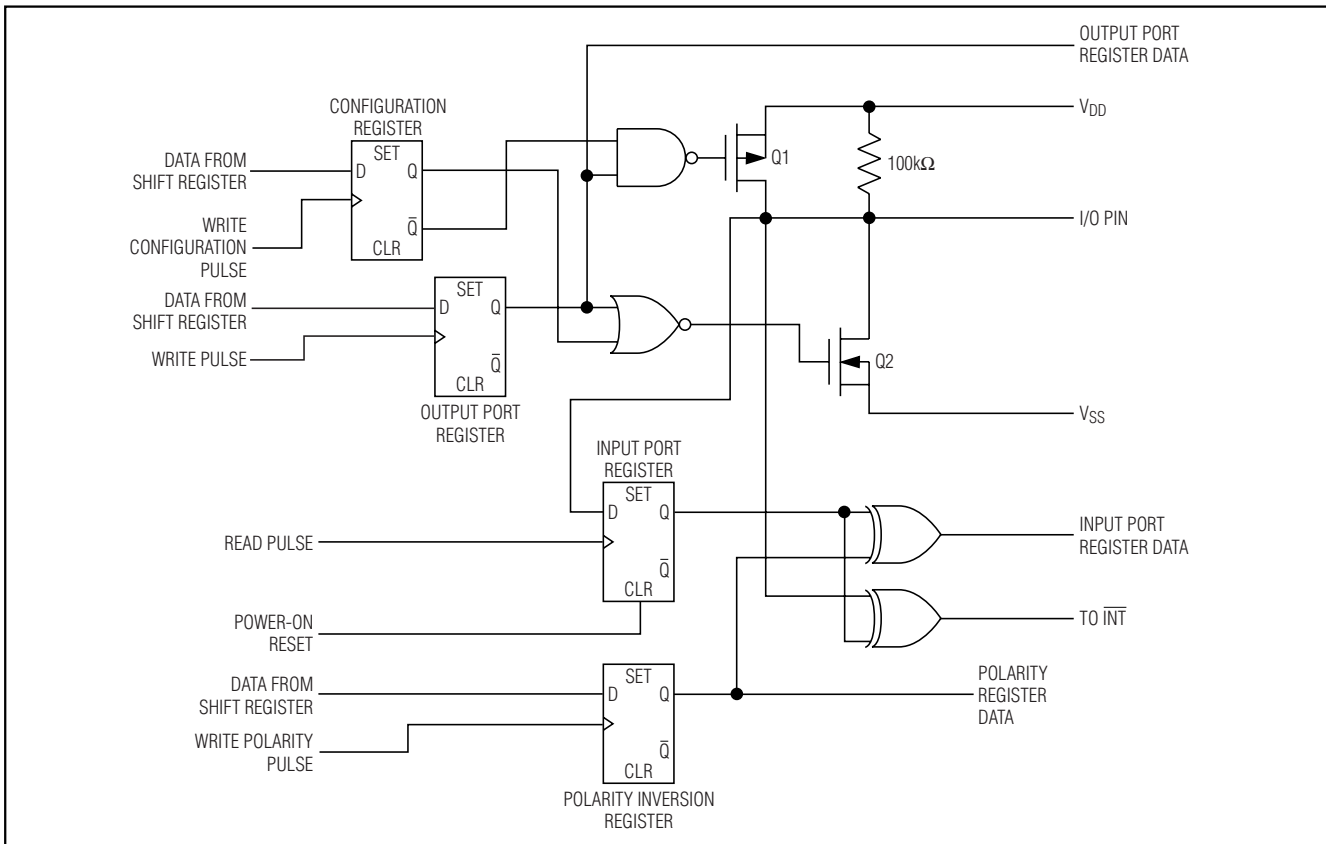 OUTPUT PORT
REGISTER DATA
CONFIGURATION
REGISTER
V_DD
DATA FROM
SHIFT REGISTER
SET
D
Q
Q̅
CLR
Q1
100kΩ
I/O PIN
WRITE
CONFIGURATION
PULSE
DATA FROM
SHIFT REGISTER
SET
D
Q
Q̅
CLR
WRITE PULSE
OUTPUT PORT
REGISTER
Q2
V_SS
INPUT PORT
REGISTER
SET
D
Q
Q̅
CLR
READ PULSE
INPUT PORT
REGISTER DATA
POWER-ON
RESET
TO I̅N̅T̅
DATA FROM
SHIFT REGISTER
SET
D
Q
Q̅
CLR
POLARITY
REGISTER
DATA
WRITE POLARITY
PULSE
POLARITY INVERSION
REGISTER